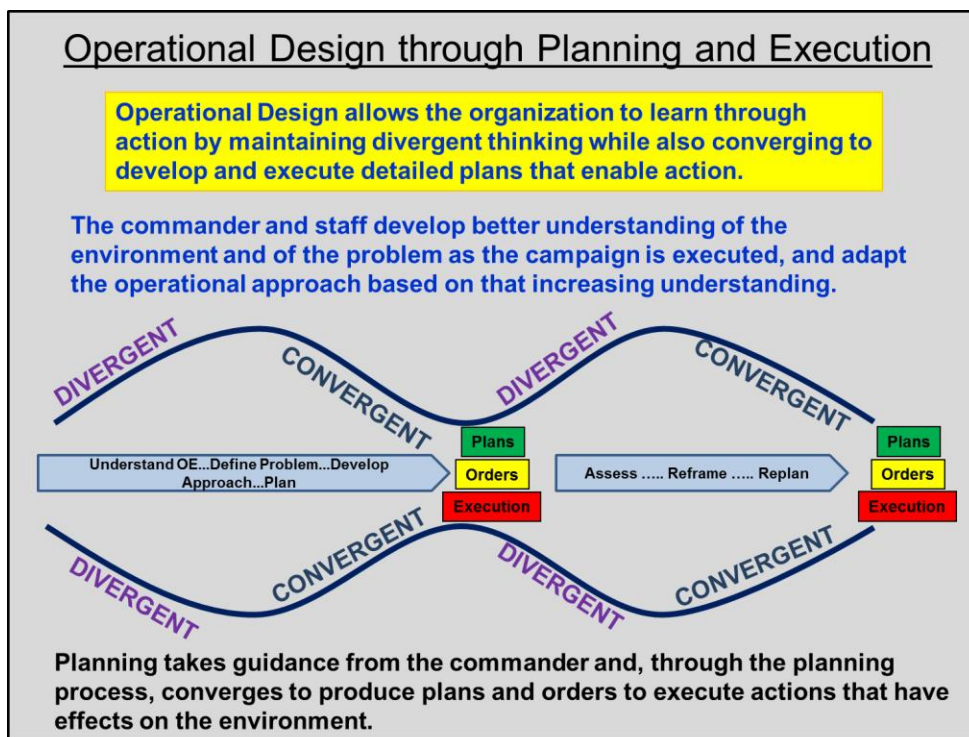 Operational Design through Planning and Execution
Operational Design allows the organization to learn through
action by maintaining divergent thinking while also converging to
develop and execute detailed plans that enable action.
The commander and staff develop better understanding of the
environment and of the problem as the campaign is executed, and adapt
the operational approach based on that increasing understanding.
DIVERGENT
CONVERGENT
DIVERGENT
CONVERGENT
Plans
Orders
Execution
Understand OE...Define Problem...Develop
Approach...Plan
Assess ..... Reframe ..... Replan
Plans
Orders
Execution
DIVERGENT
CONVERGENT
DIVERGENT
CONVERGENT
Planning takes guidance from the commander and, through the planning
process, converges to produce plans and orders to execute actions that have
effects on the environment.